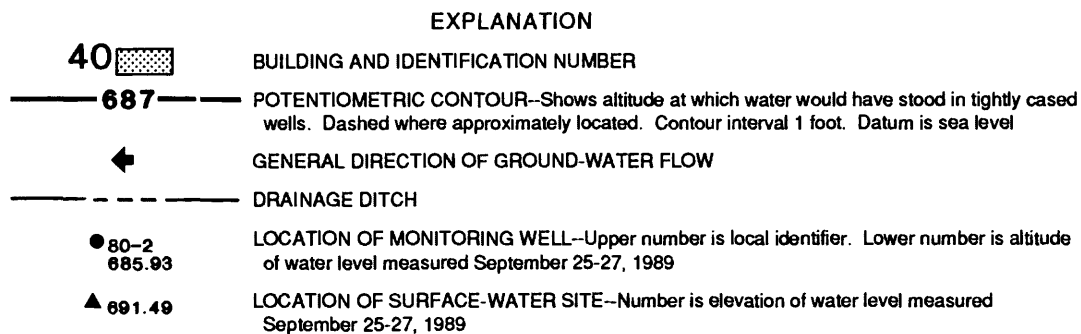 EXPLANATION
40 BUILDING AND IDENTIFICATION NUMBER
687 POTENTIOMETRIC CONTOUR--Shows altitude at which water would have stood in tightly cased
wells. Dashed where approximately located. Contour interval 1 foot. Datum is sea level
GENERAL DIRECTION OF GROUND-WATER FLOW
DRAINAGE DITCH
80-2 LOCATION OF MONITORING WELL--Upper number is local identifier. Lower number is altitude
685.93 of water level measured September 25-27, 1989
691.49 LOCATION OF SURFACE-WATER SITE--Number is elevation of water level measured
September 25-27, 1989